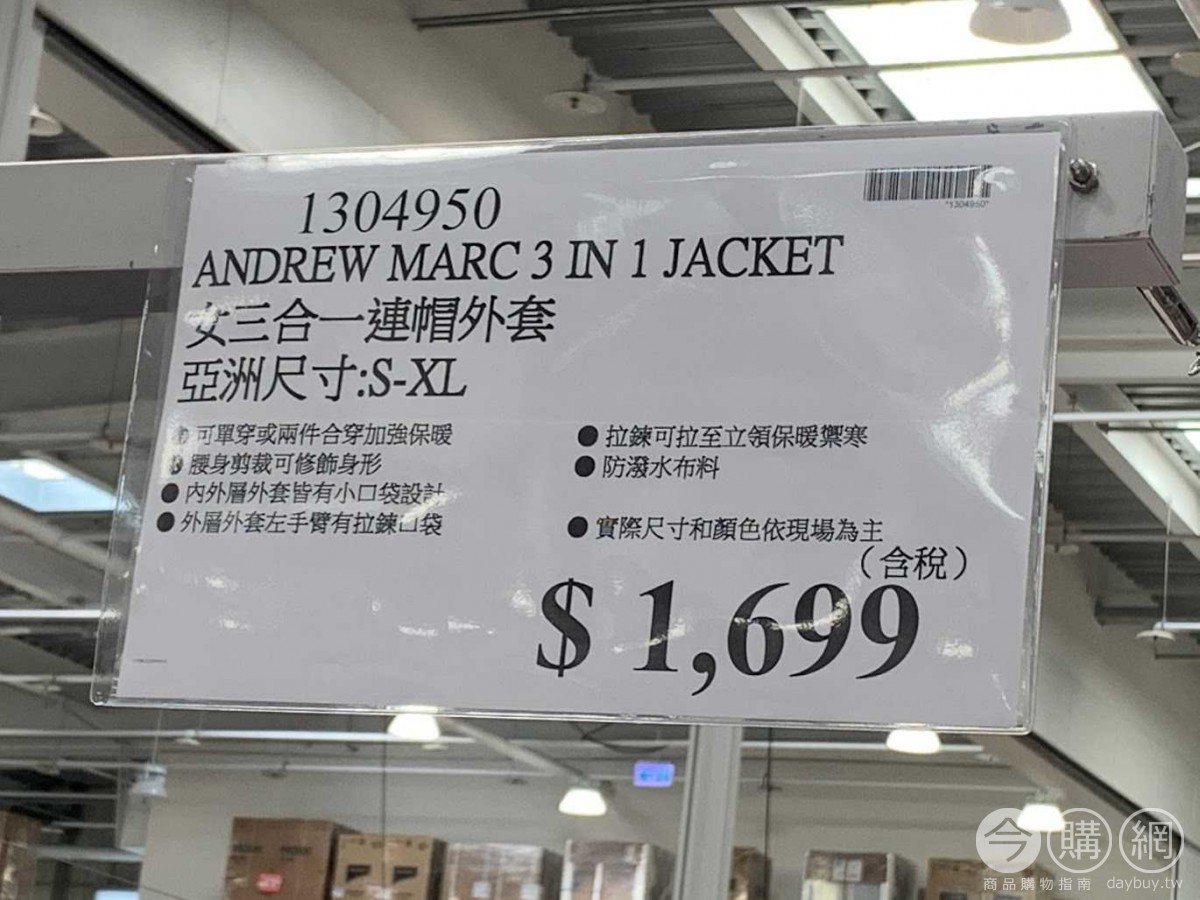 1304950
"1304950"
ANDREW MARC 3 IN 1 JACKET
女三合一連帽外套
亞洲尺寸:S-XL
● 可單穿或兩件合穿加強保暖
● 腰身剪裁可修飾身形
● 內外層外套皆有小口袋設計
● 外層外套左手臂有拉鍊口袋
● 拉鍊可拉至立領保暖禦寒
● 防潑水布料
● 實際尺寸和顏色依現場為主
（含稅）
$ 1,699
今購網
商品購物指南 daybuy.tw